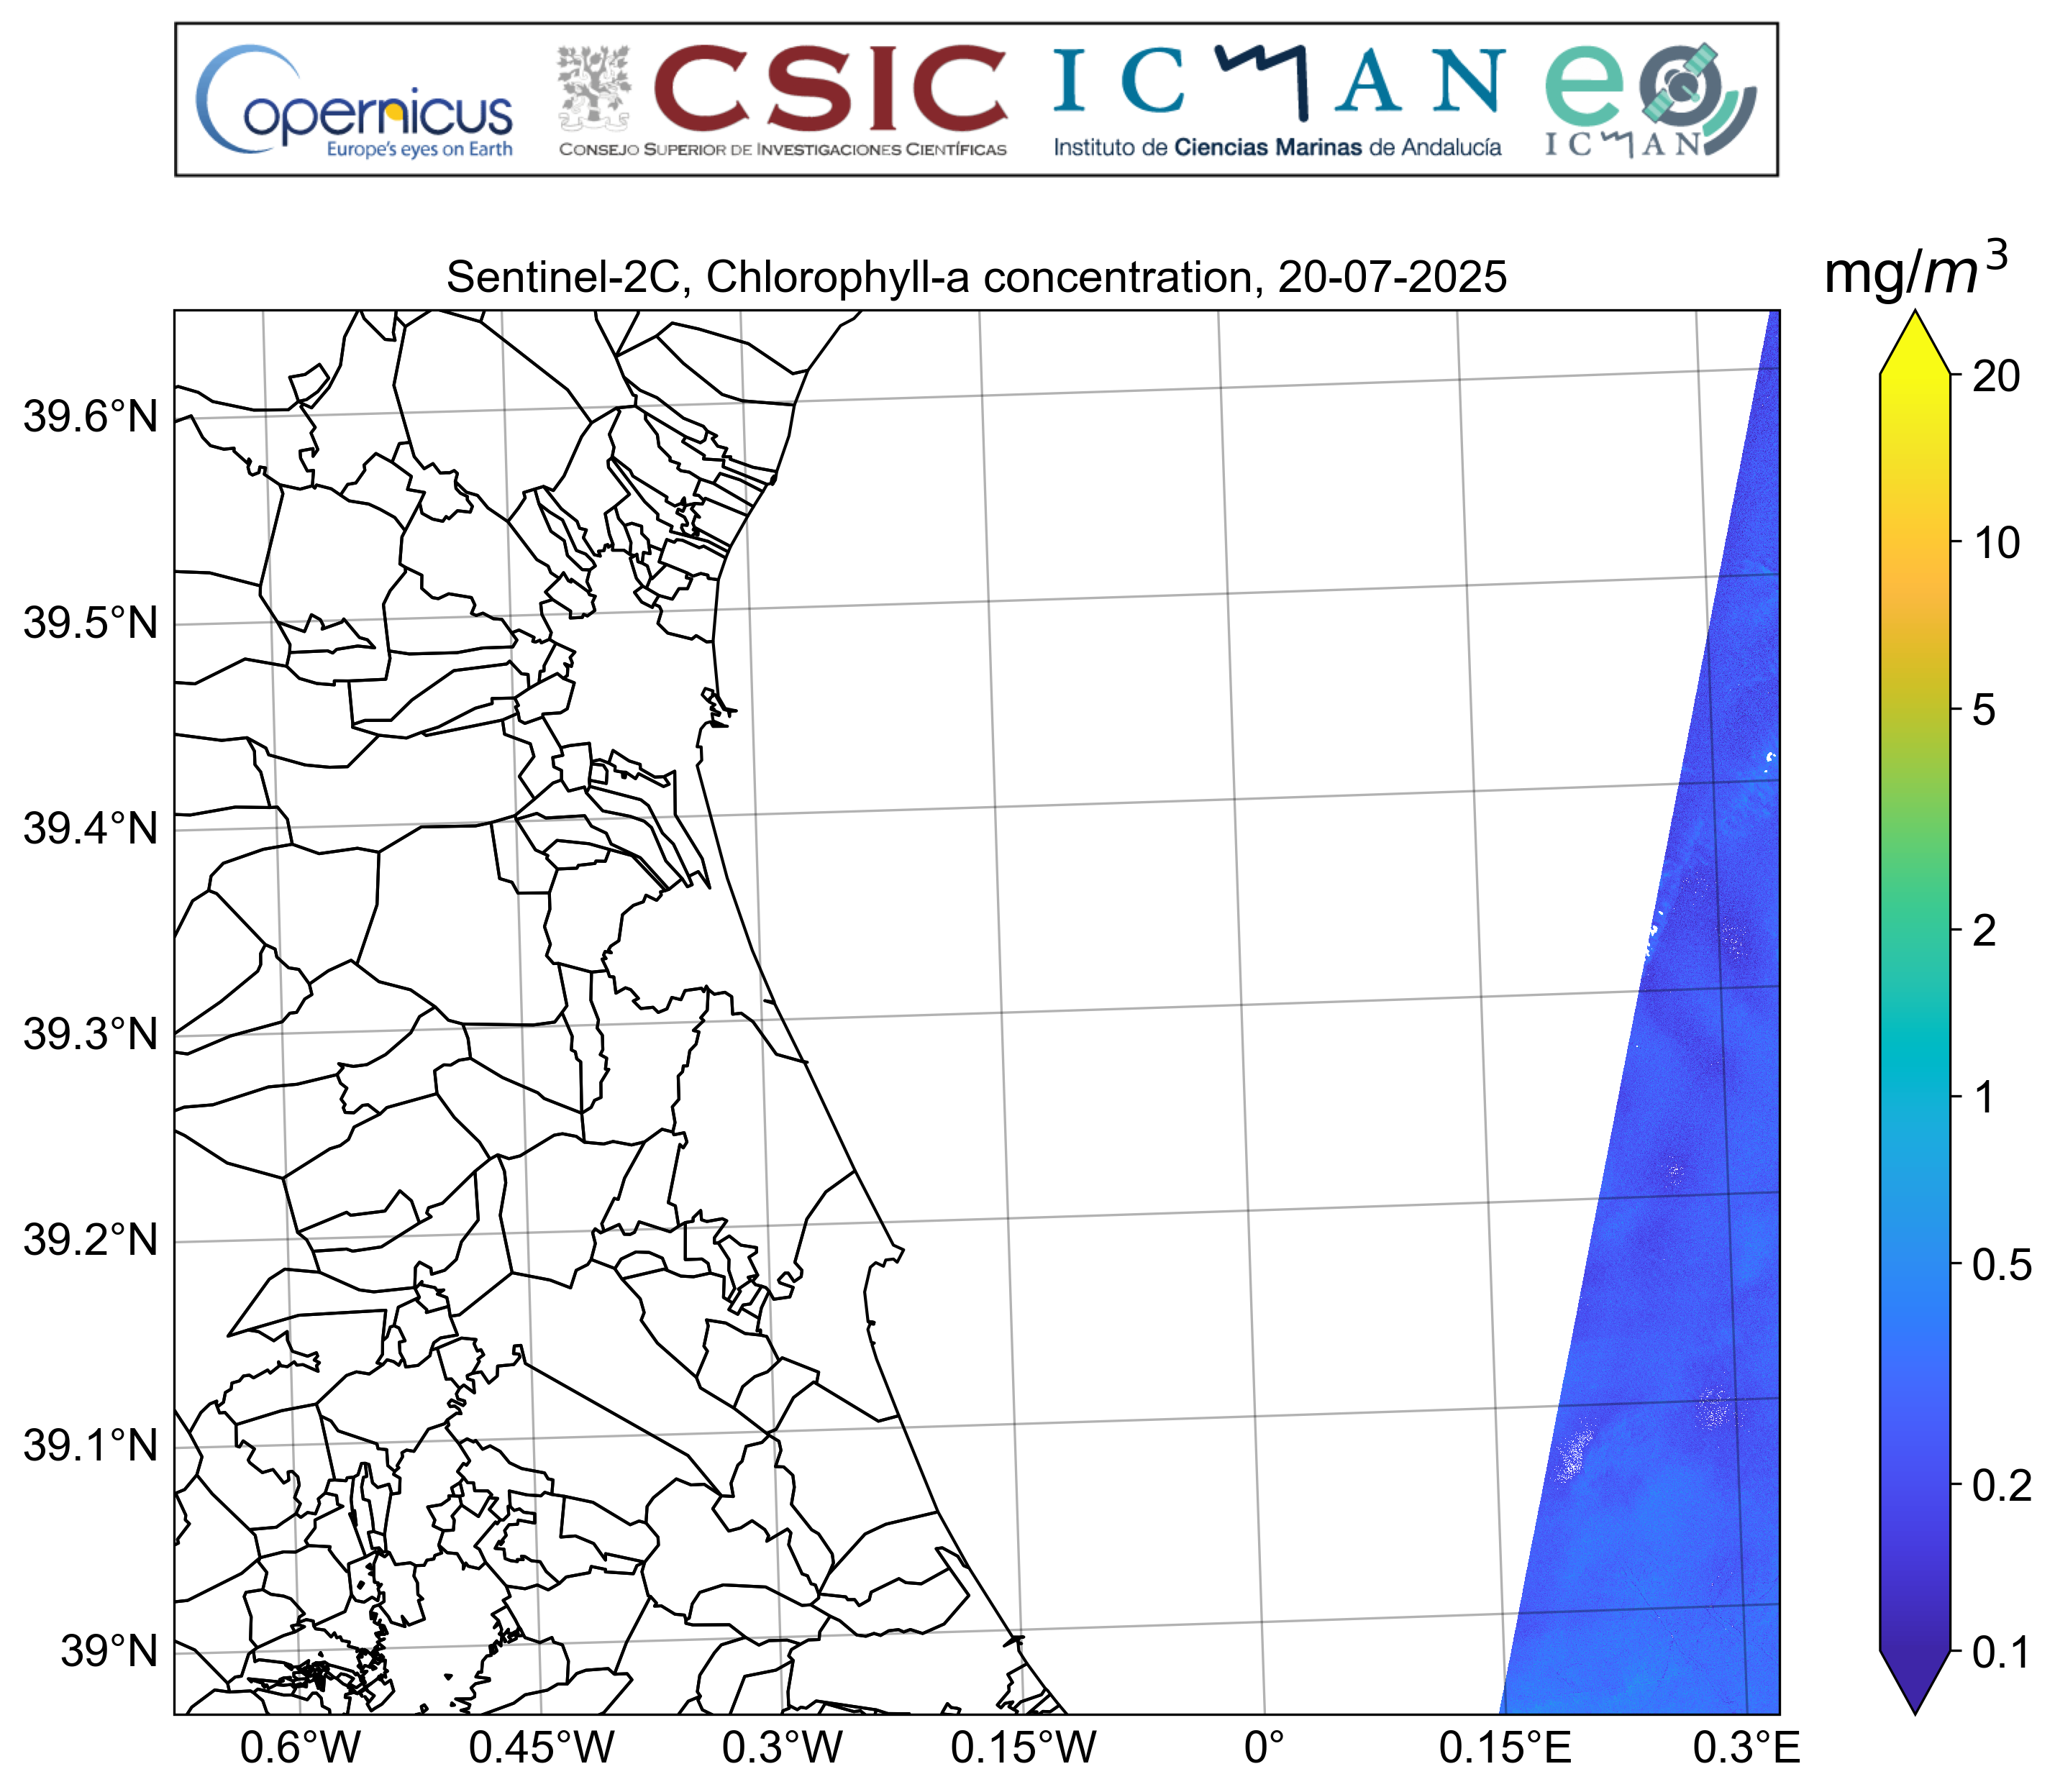 Copernicus
Europe's eyes on Earth
CSIC
CONSEJO SUPERIOR DE INVESTIGACIONES CIENTÍFICAS
ICMAN
Instituto de Ciencias Marinas de Andalucía
eo
ICMAN
Sentinel-2C, Chlorophyll-a concentration, 20-07-2025
mg/m³
39.6°N
39.5°N
39.4°N
39.3°N
39.2°N
39.1°N
39°N
0.6°W 0.45°W 0.3°W 0.15°W 0° 0.15°E 0.3°E
20
10
5
2
1
0.5
0.2
0.1